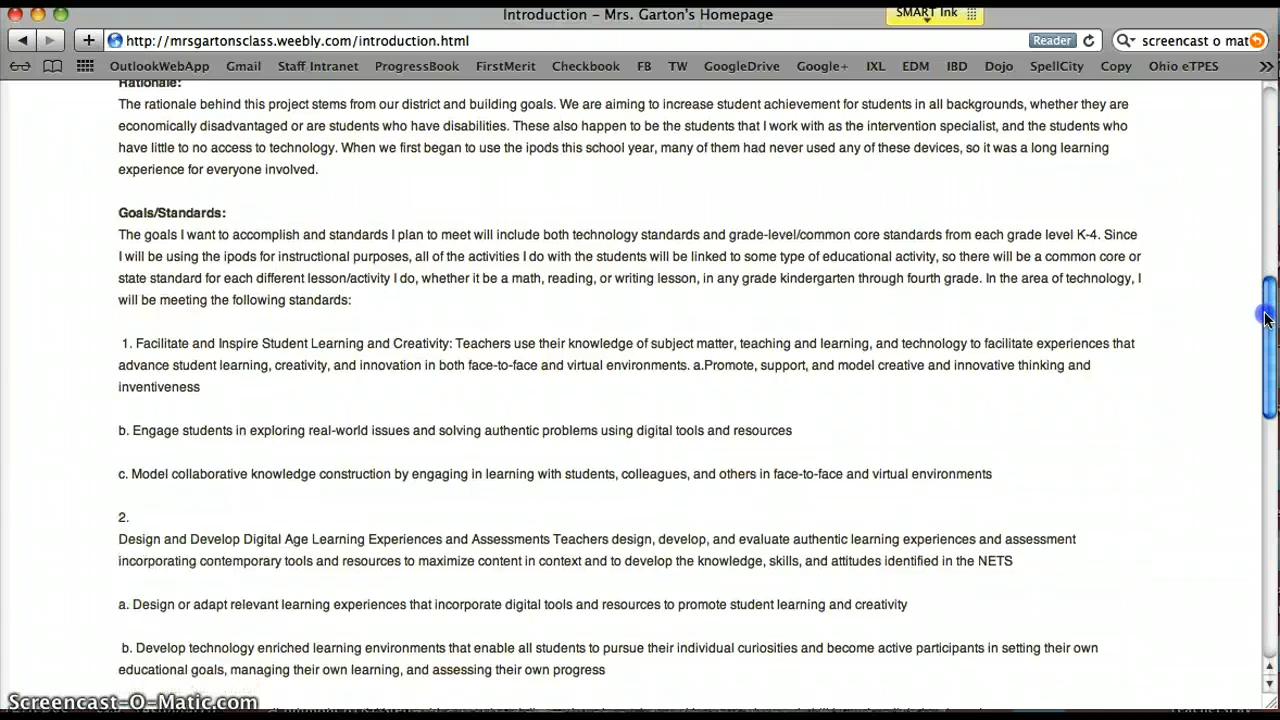 Introduction – Mrs. Garton's Homepage
SMART Ink
http://mrsgartonsclass.weebly.com/introduction.html
Reader
screencast o mat
OutlookWebApp Gmail Staff Intranet ProgressBook FirstMerit Checkbook FB TW GoogleDrive Google+ IXL EDM IBD Dojo SpellCity Copy Ohio eTPES
Rationale:
The rationale behind this project stems from our district and building goals. We are aiming to increase student achievement for students in all backgrounds, whether they are
economically disadvantaged or are students who have disabilities. These also happen to be the students that I work with as the intervention specialist, and the students who
have little to no access to technology. When we first began to use the ipods this school year, many of them had never used any of these devices, so it was a long learning
experience for everyone involved.
Goals/Standards:
The goals I want to accomplish and standards I plan to meet will include both technology standards and grade-level/common core standards from each grade level K-4. Since
I will be using the ipods for instructional purposes, all of the activities I do with the students will be linked to some type of educational activity, so there will be a common core or
state standard for each different lesson/activity I do, whether it be a math, reading, or writing lesson, in any grade kindergarten through fourth grade. In the area of technology, I
will be meeting the following standards:
1. Facilitate and Inspire Student Learning and Creativity: Teachers use their knowledge of subject matter, teaching and learning, and technology to facilitate experiences that
advance student learning, creativity, and innovation in both face-to-face and virtual environments. a.Promote, support, and model creative and innovative thinking and
inventiveness
b. Engage students in exploring real-world issues and solving authentic problems using digital tools and resources
c. Model collaborative knowledge construction by engaging in learning with students, colleagues, and others in face-to-face and virtual environments
2.
Design and Develop Digital Age Learning Experiences and Assessments Teachers design, develop, and evaluate authentic learning experiences and assessment
incorporating contemporary tools and resources to maximize content in context and to develop the knowledge, skills, and attitudes identified in the NETS
a. Design or adapt relevant learning experiences that incorporate digital tools and resources to promote student learning and creativity
b. Develop technology enriched learning environments that enable all students to pursue their individual curiosities and become active participants in setting their own
educational goals, managing their own learning, and assessing their own progress
Screencast-O-Matic.com